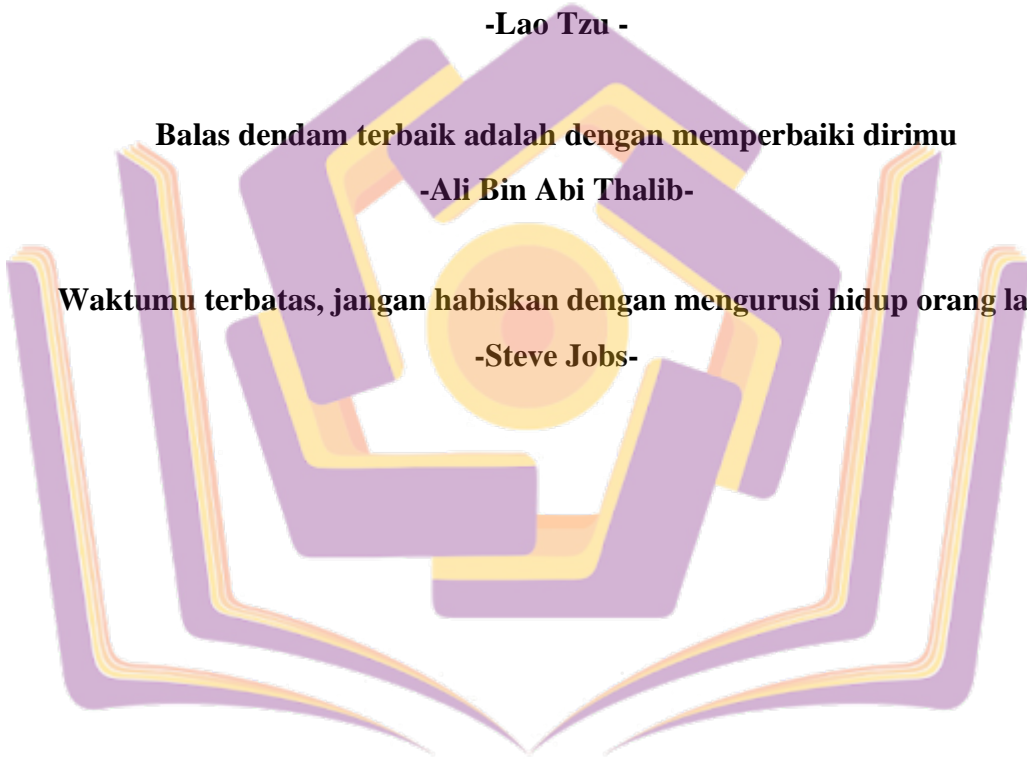 -Lao Tzu -
Balas dendam terbaik adalah dengan memperbaiki dirimu
-Ali Bin Abi Thalib-
Waktumu terbatas, jangan habiskan dengan mengurusi hidup orang
-Steve Jobs-